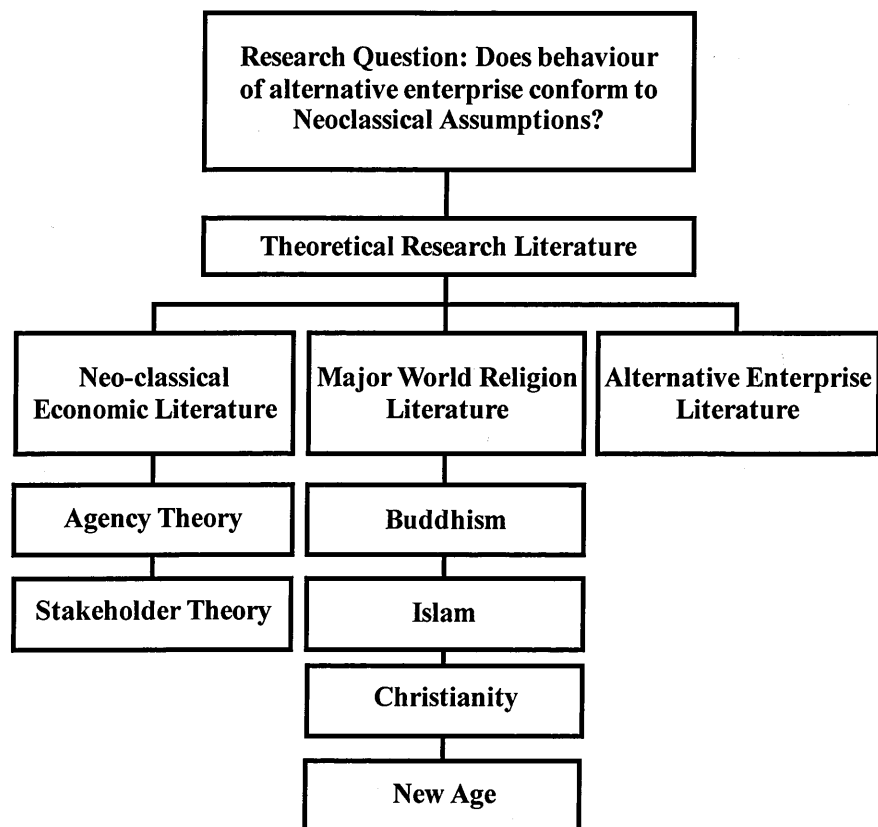 Research Question: Does behaviour
of alternative enterprise conform to
Neoclassical Assumptions?
Theoretical Research Literature
Neo-classical
Economic Literature
Major World Religion
Literature
Alternative Enterprise
Literature
Agency Theory
Buddhism
Stakeholder Theory
Islam
Christianity
New Age